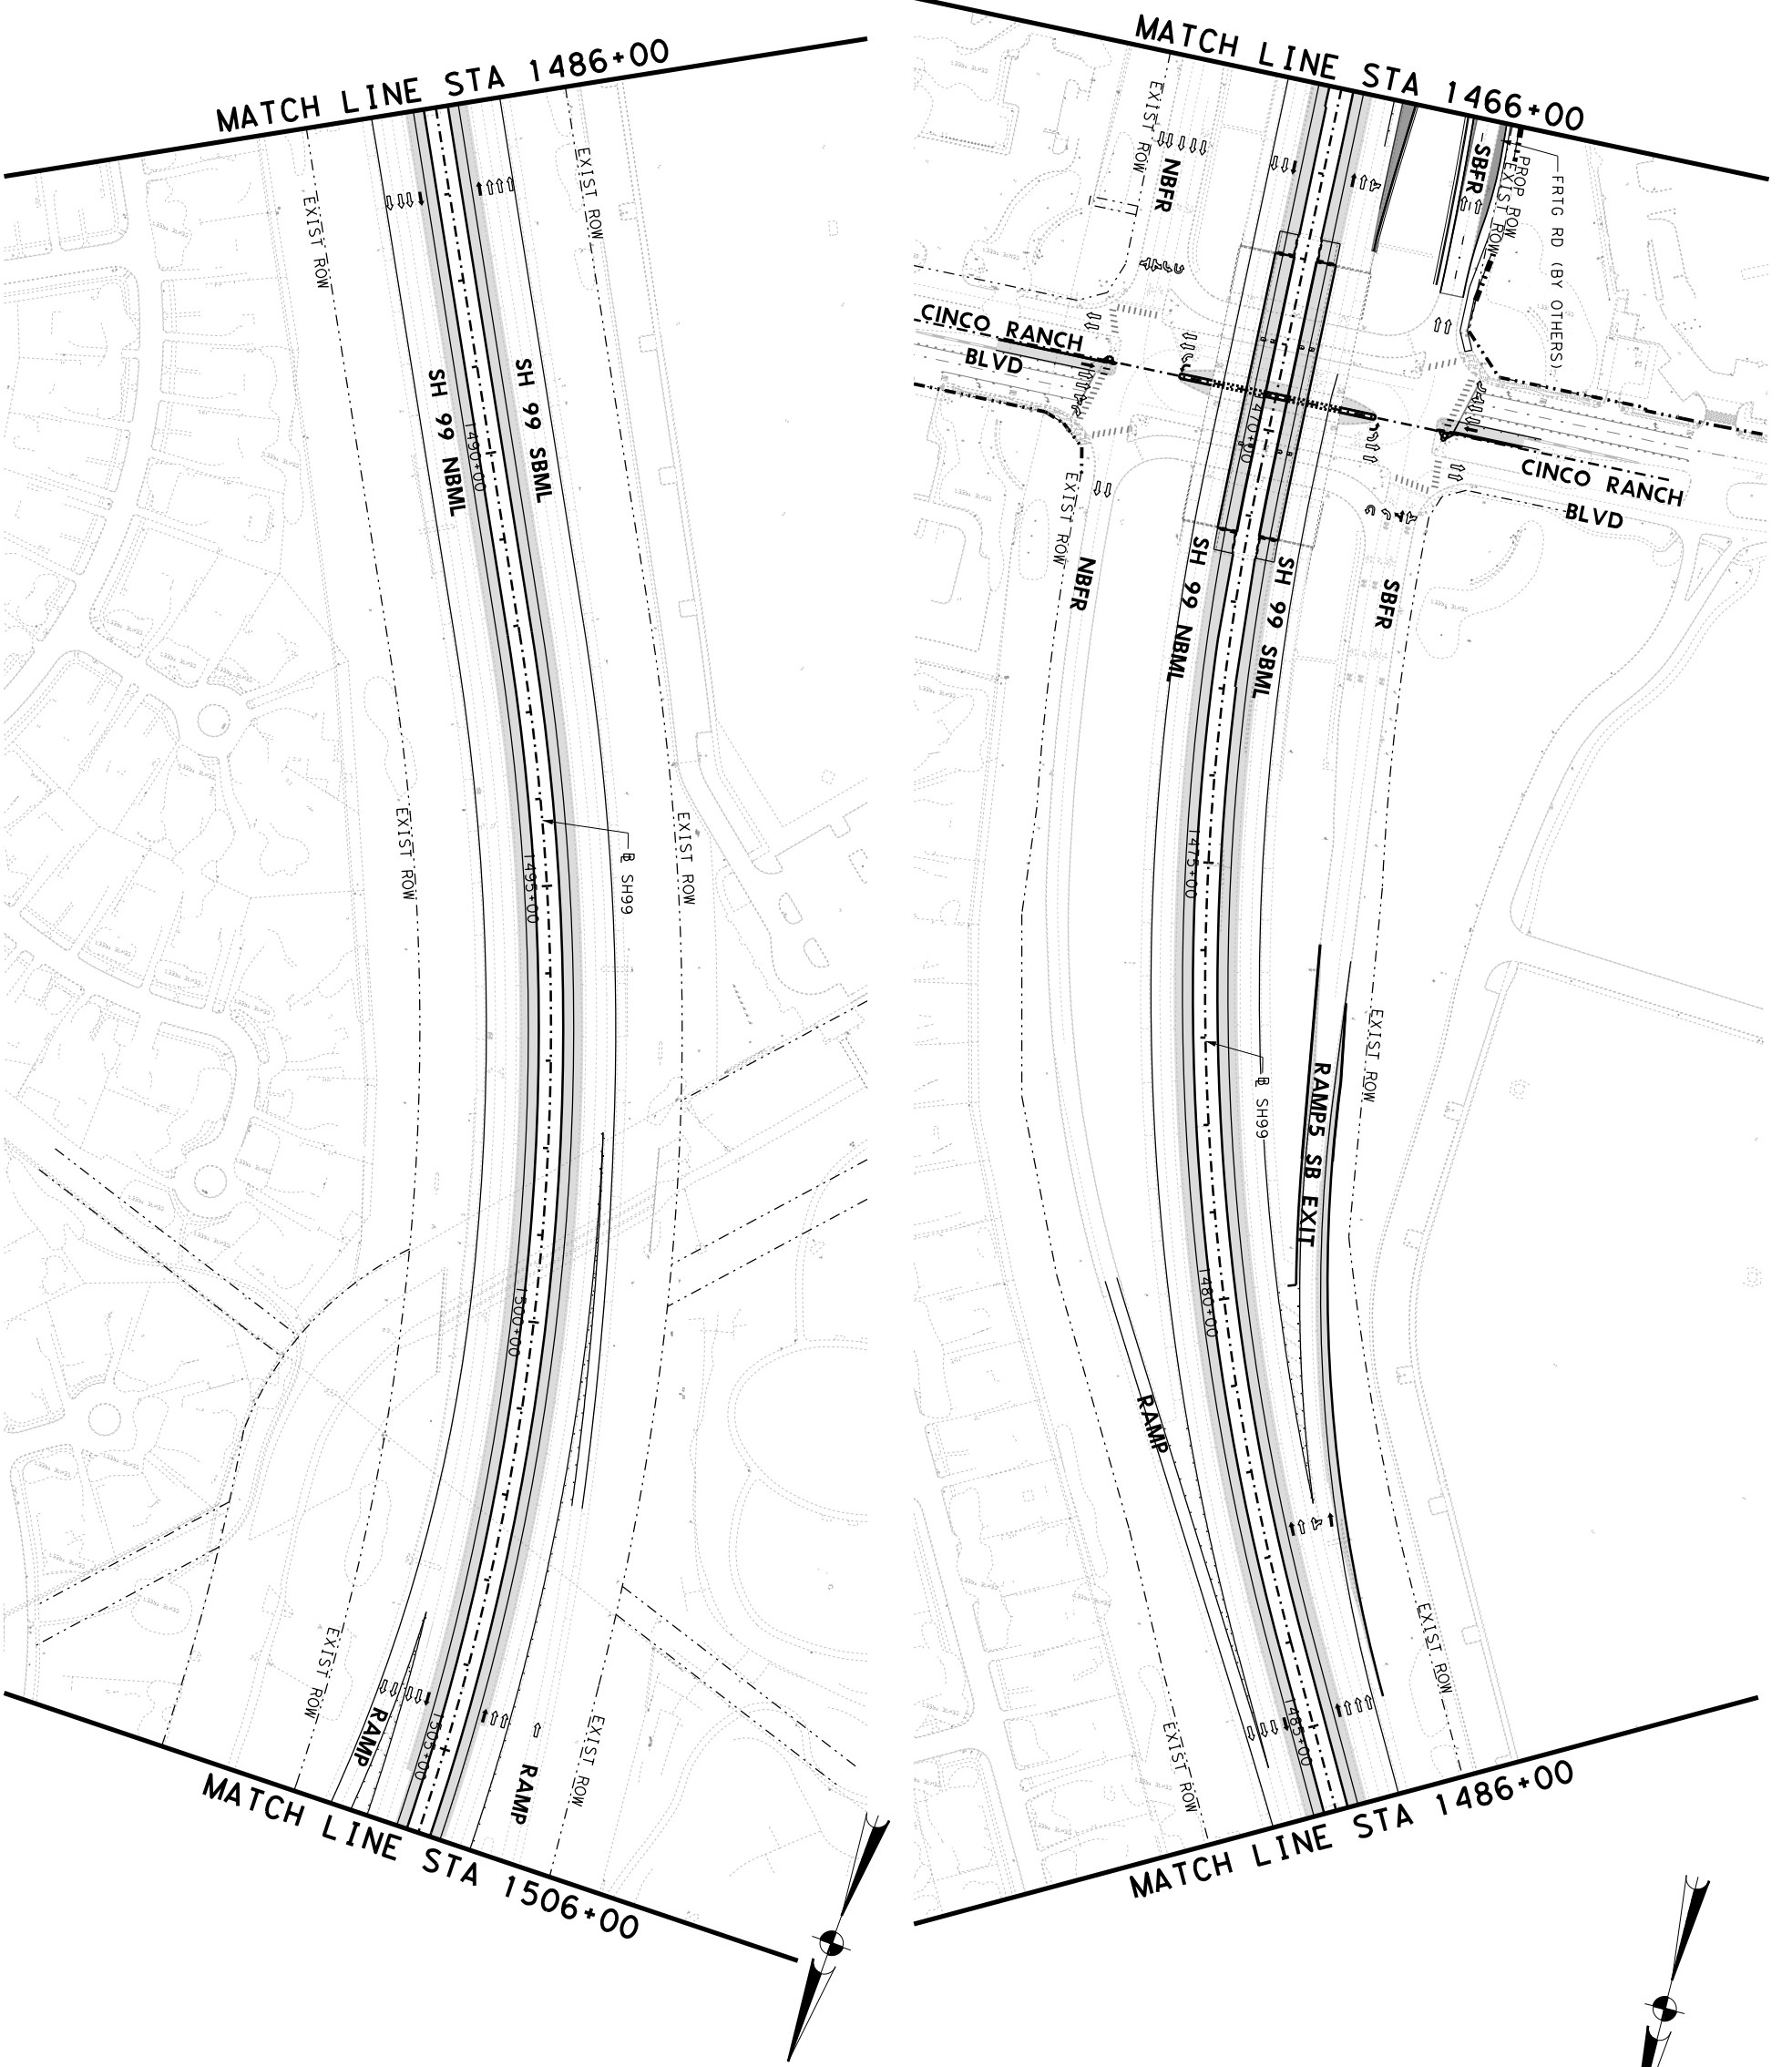 MATCH LINE STA 1486+00
EXIST ROW
EXIST ROW
SH 99 NBML
1490+00
SH 99 SBML
EXIST ROW
1495+00
℄ SH99
EXIST ROW
1500+00
EXIST ROW
RAMP
1505+00
RAMP
EXIST ROW
MATCH LINE STA 1506+00
MATCH LINE STA 1466+00
EXIST ROW
NBFR
SBFR
PROP ROW
EXIST ROW
FRTG RD (BY OTHERS)
CINCO RANCH
BLVD
1470+00
CINCO RANCH
BLVD
EXIST ROW
NBFR
SH 99 NBML
SH 99 SBML
SBFR
1475+00
EXIST ROW
℄ SH99
RAMP5 SB EXIT
1480+00
RAMP
EXIST ROW
EXIST ROW
1485+00
MATCH LINE STA 1486+00